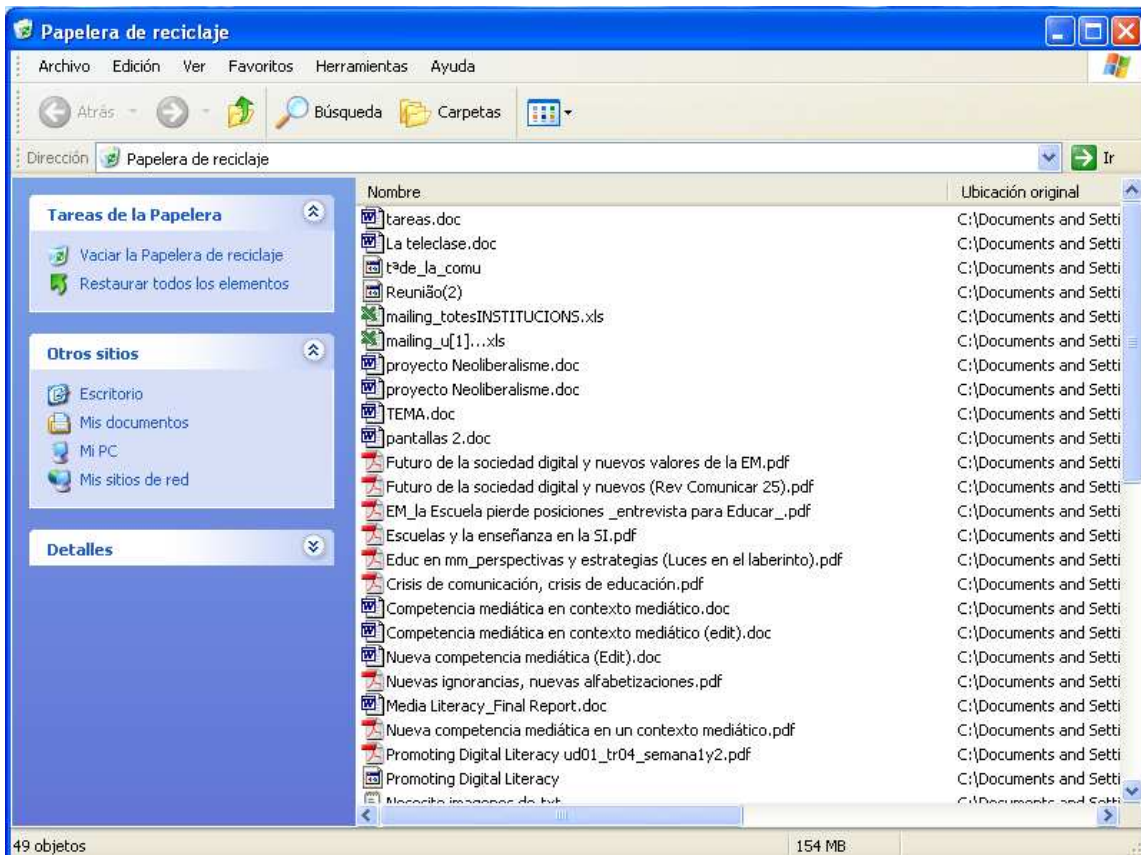 Papelera de reciclaje
Archivo Edición Ver Favoritos Herramientas Ayuda
Atrás Búsqueda Carpetas
Dirección Papelera de reciclaje Ir
Tareas de la Papelera
Vaciar la Papelera de reciclaje
Restaurar todos los elementos
Otros sitios
Escritorio
Mis documentos
Mi PC
Mis sitios de red
Detalles
Nombre Ubicación original
tareas.doc C:\Documents and Setti
La teleclase.doc C:\Documents and Setti
tªde_la_comu C:\Documents and Setti
Reunião(2) C:\Documents and Setti
mailing_totesINSTITUCIONS.xls C:\Documents and Setti
mailing_u[1]...xls C:\Documents and Setti
proyecto Neoliberalisme.doc C:\Documents and Setti
proyecto Neoliberalisme.doc C:\Documents and Setti
TEMA.doc C:\Documents and Setti
pantallas 2.doc C:\Documents and Setti
Futuro de la sociedad digital y nuevos valores de la EM.pdf C:\Documents and Setti
Futuro de la sociedad digital y nuevos (Rev Comunicar 25).pdf C:\Documents and Setti
EM_la Escuela pierde posiciones _entrevista para Educar_.pdf C:\Documents and Setti
Escuelas y la enseñanza en la SI.pdf C:\Documents and Setti
Educ en mm_perspectivas y estrategias (Luces en el laberinto).pdf C:\Documents and Setti
Crisis de comunicación, crisis de educación.pdf C:\Documents and Setti
Competencia mediática en contexto mediático.doc C:\Documents and Setti
Competencia mediática en contexto mediático (edit).doc C:\Documents and Setti
Nueva competencia mediática (Edit).doc C:\Documents and Setti
Nuevas ignorancias, nuevas alfabetizaciones.pdf C:\Documents and Setti
Media Literacy_Final Report.doc C:\Documents and Setti
Nueva competencia mediática en un contexto mediático.pdf C:\Documents and Setti
Promoting Digital Literacy ud01_tr04_semana1y2.pdf C:\Documents and Setti
Promoting Digital Literacy C:\Documents and Setti
Necesito imagenes de.txt C:\Documents and Setti
49 objetos 154 MB